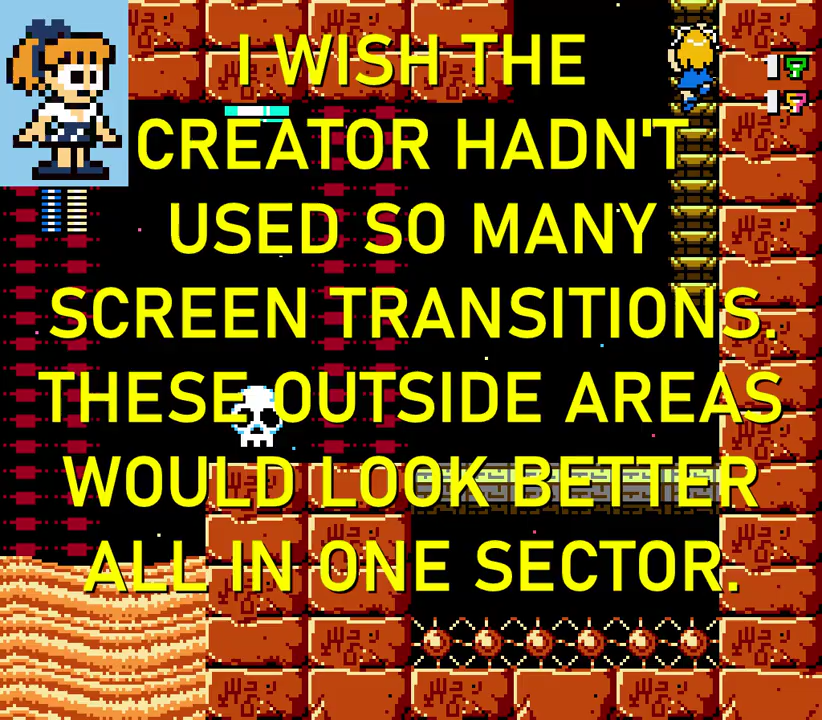 I WISH THE
CREATOR HADN'T
USED SO MANY
SCREEN TRANSITIONS.
THESE OUTSIDE AREAS
WOULD LOOK BETTER
ALL IN ONE SECTOR.